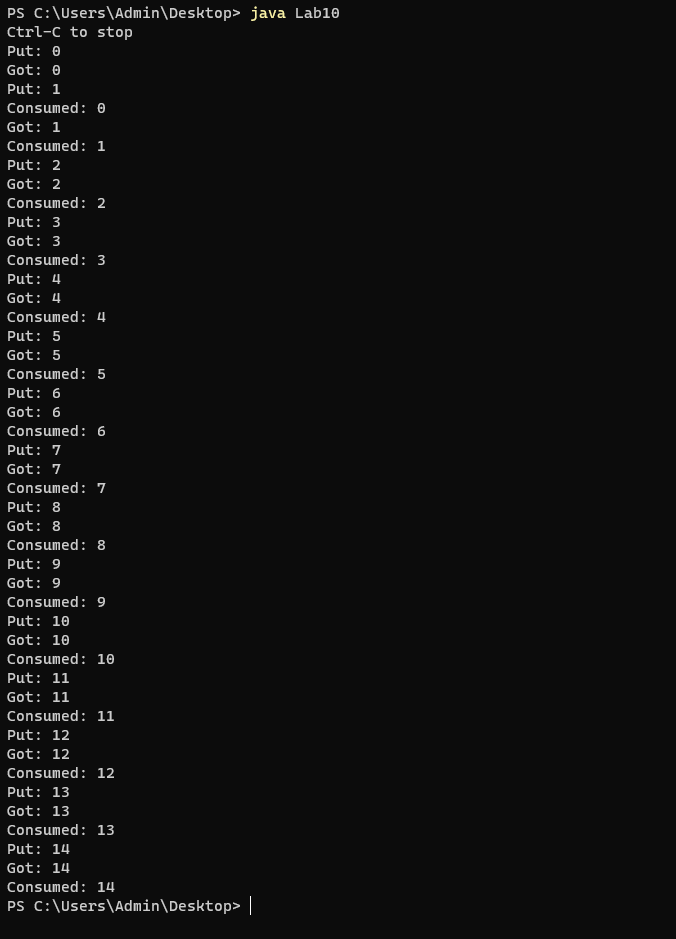 PS C:\Users\Admin\Desktop> java Lab10
Ctrl-C to stop
Put: 0
Got: 0
Put: 1
Consumed: 0
Got: 1
Consumed: 1
Put: 2
Got: 2
Consumed: 2
Put: 3
Got: 3
Consumed: 3
Put: 4
Got: 4
Consumed: 4
Put: 5
Got: 5
Consumed: 5
Put: 6
Got: 6
Consumed: 6
Put: 7
Got: 7
Consumed: 7
Put: 8
Got: 8
Consumed: 8
Put: 9
Got: 9
Consumed: 9
Put: 10
Got: 10
Consumed: 10
Put: 11
Got: 11
Consumed: 11
Put: 12
Got: 12
Consumed: 12
Put: 13
Got: 13
Consumed: 13
Put: 14
Got: 14
Consumed: 14
PS C:\Users\Admin\Desktop>